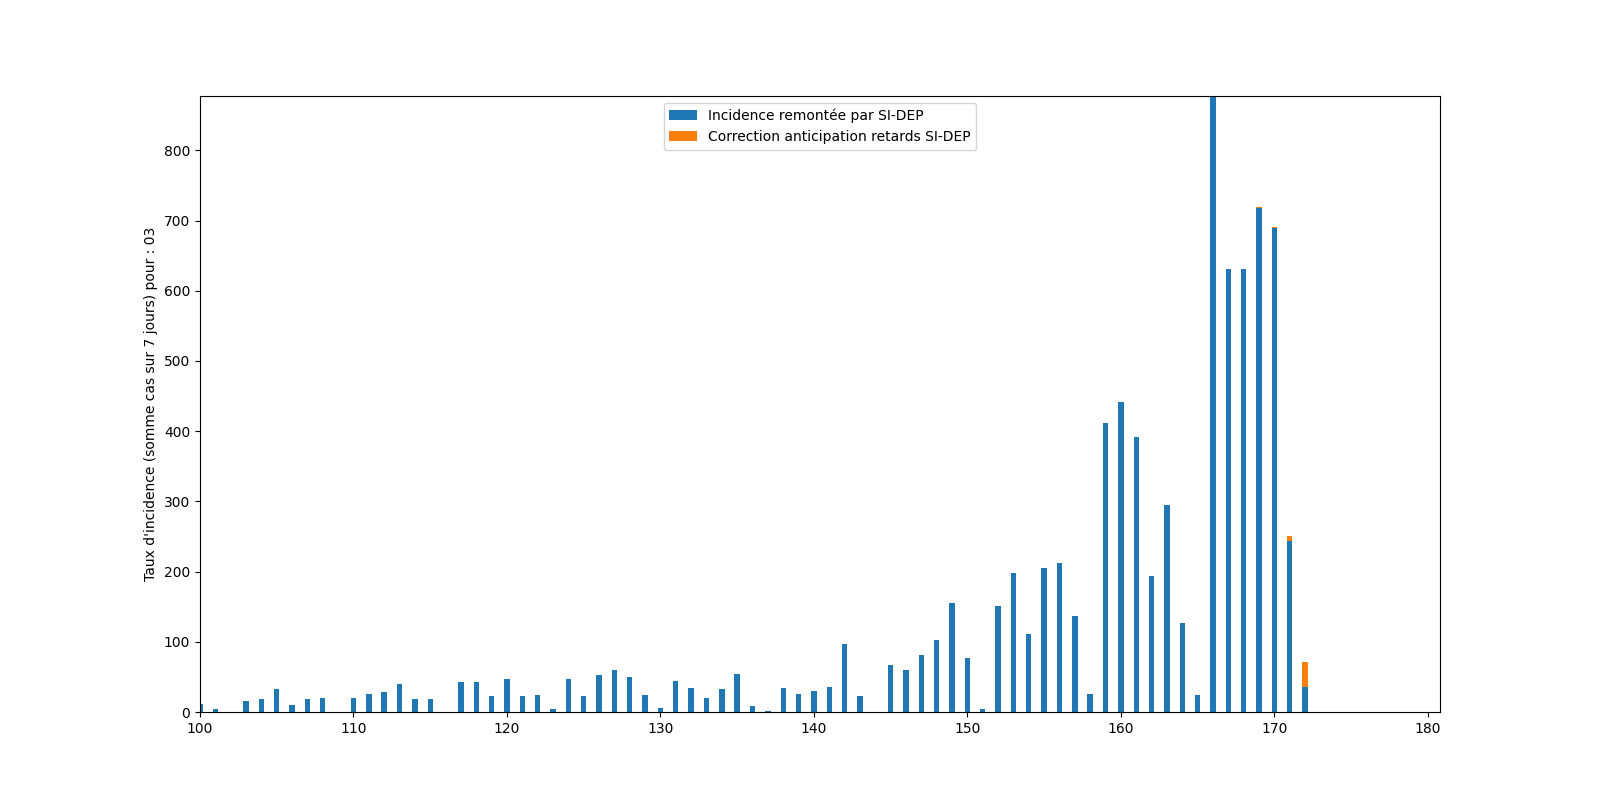 Incidence remontée par SI-DEP
Correction anticipation retards SI-DEP
Taux d'incidence (somme cas sur 7 jours) pour : 03
800
700
600
500
400
300
200
100
0
100 110 120 130 140 150 160 170 180